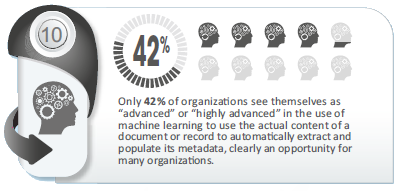 10
42%
Only 42% of organizations see themselves as
"advanced" or "highly advanced" in the use of
machine learning to use the actual content of a
document or record to automatically extract and
populate its metadata, clearly an opportunity for
many organizations.